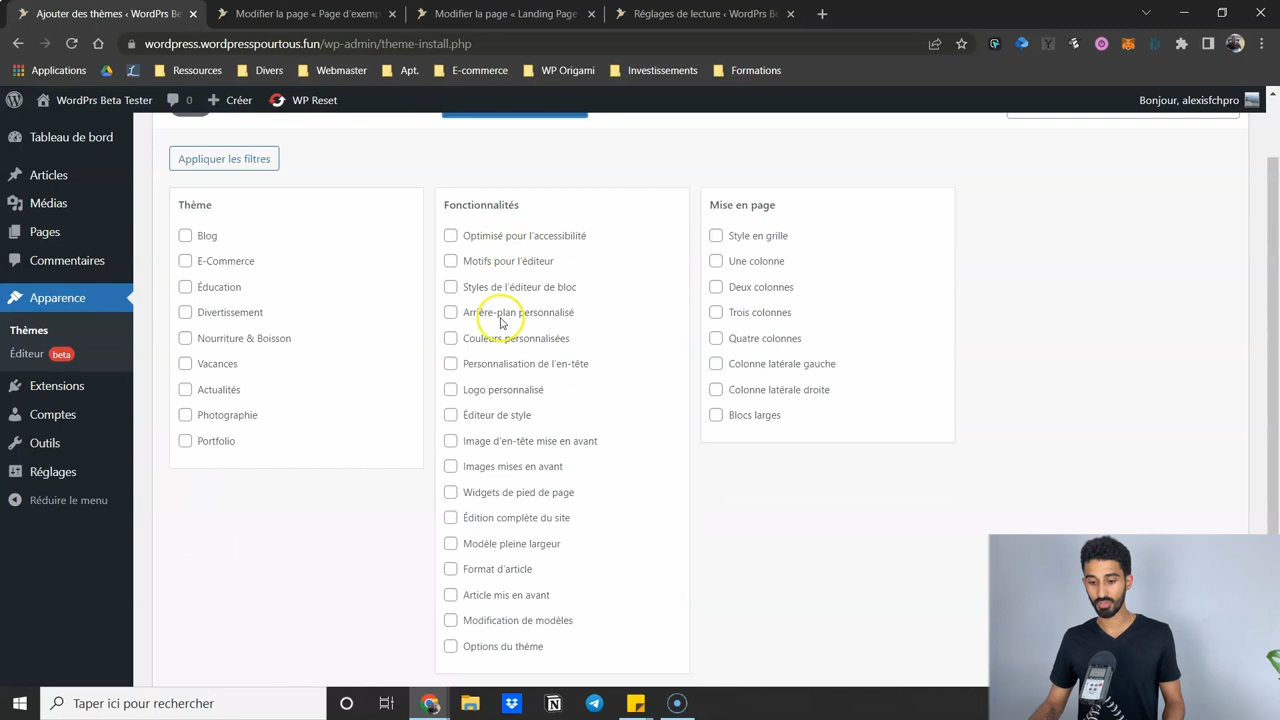 Ajouter des thèmes ‹ WordPrs Be
Modifier la page « Page d'exemp
Modifier la page « Landing Page
Réglages de lecture ‹ WordPrs Be
wordpress.wordpresspourtous.fun/wp-admin/theme-install.php
Applications
Ressources
Divers
Webmaster
Apt.
E-commerce
WP Origami
Investissements
Formations
WordPrs Beta Tester
0
Créer
WP Reset
Bonjour, alexisfchpro
Tableau de bord
Articles
Médias
Pages
Commentaires
Apparence
Thèmes
Éditeur beta
Extensions
Comptes
Outils
Réglages
Réduire le menu
Appliquer les filtres
Thème
Blog
E-Commerce
Éducation
Divertissement
Nourriture & Boisson
Vacances
Actualités
Photographie
Portfolio
Fonctionnalités
Optimisé pour l'accessibilité
Motifs pour l'éditeur
Styles de l'éditeur de bloc
Arrière-plan personnalisé
Couleurs personnalisées
Personnalisation de l'en-tête
Logo personnalisé
Éditeur de style
Image d'en-tête mise en avant
Images mises en avant
Widgets de pied de page
Édition complète du site
Modèle pleine largeur
Format d'article
Article mis en avant
Modification de modèles
Options du thème
Mise en page
Style en grille
Une colonne
Deux colonnes
Trois colonnes
Quatre colonnes
Colonne latérale gauche
Colonne latérale droite
Blocs larges
Taper ici pour rechercher